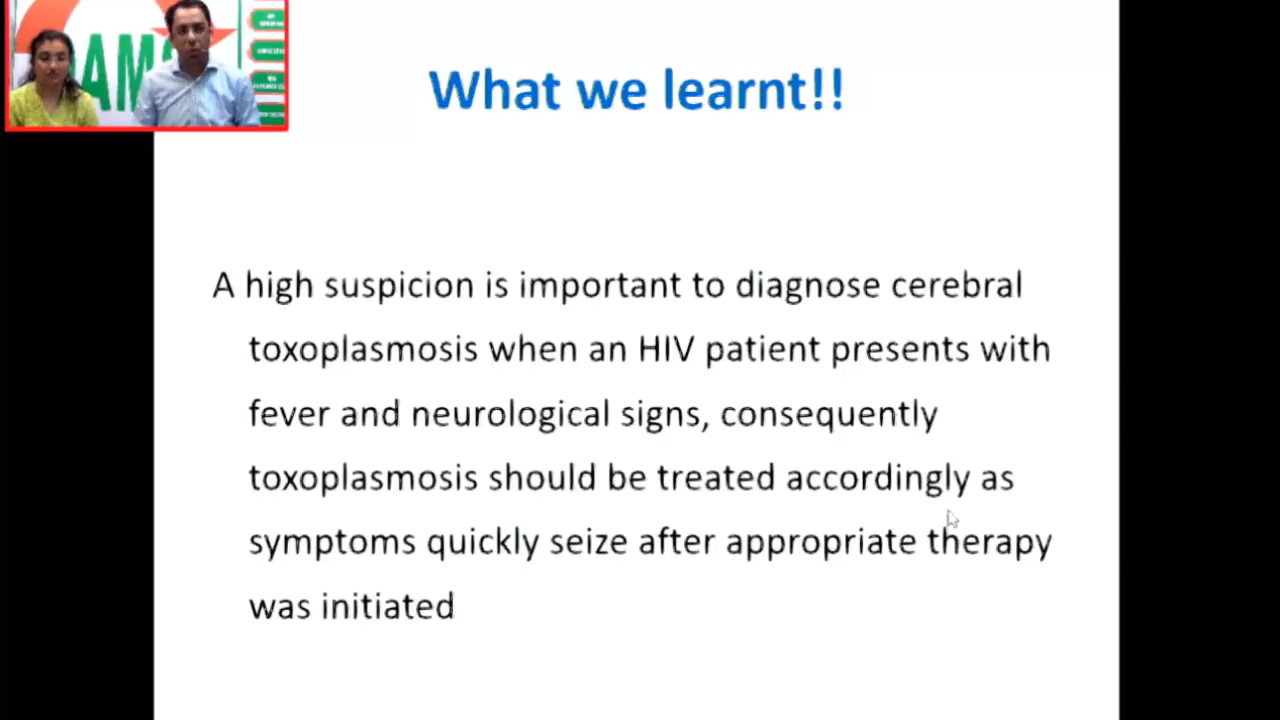 AMS
What we learnt!!
A high suspicion is important to diagnose cerebral
toxoplasmosis when an HIV patient presents with
fever and neurological signs, consequently
toxoplasmosis should be treated accordingly as
symptoms quickly seize after appropriate therapy
was initiated